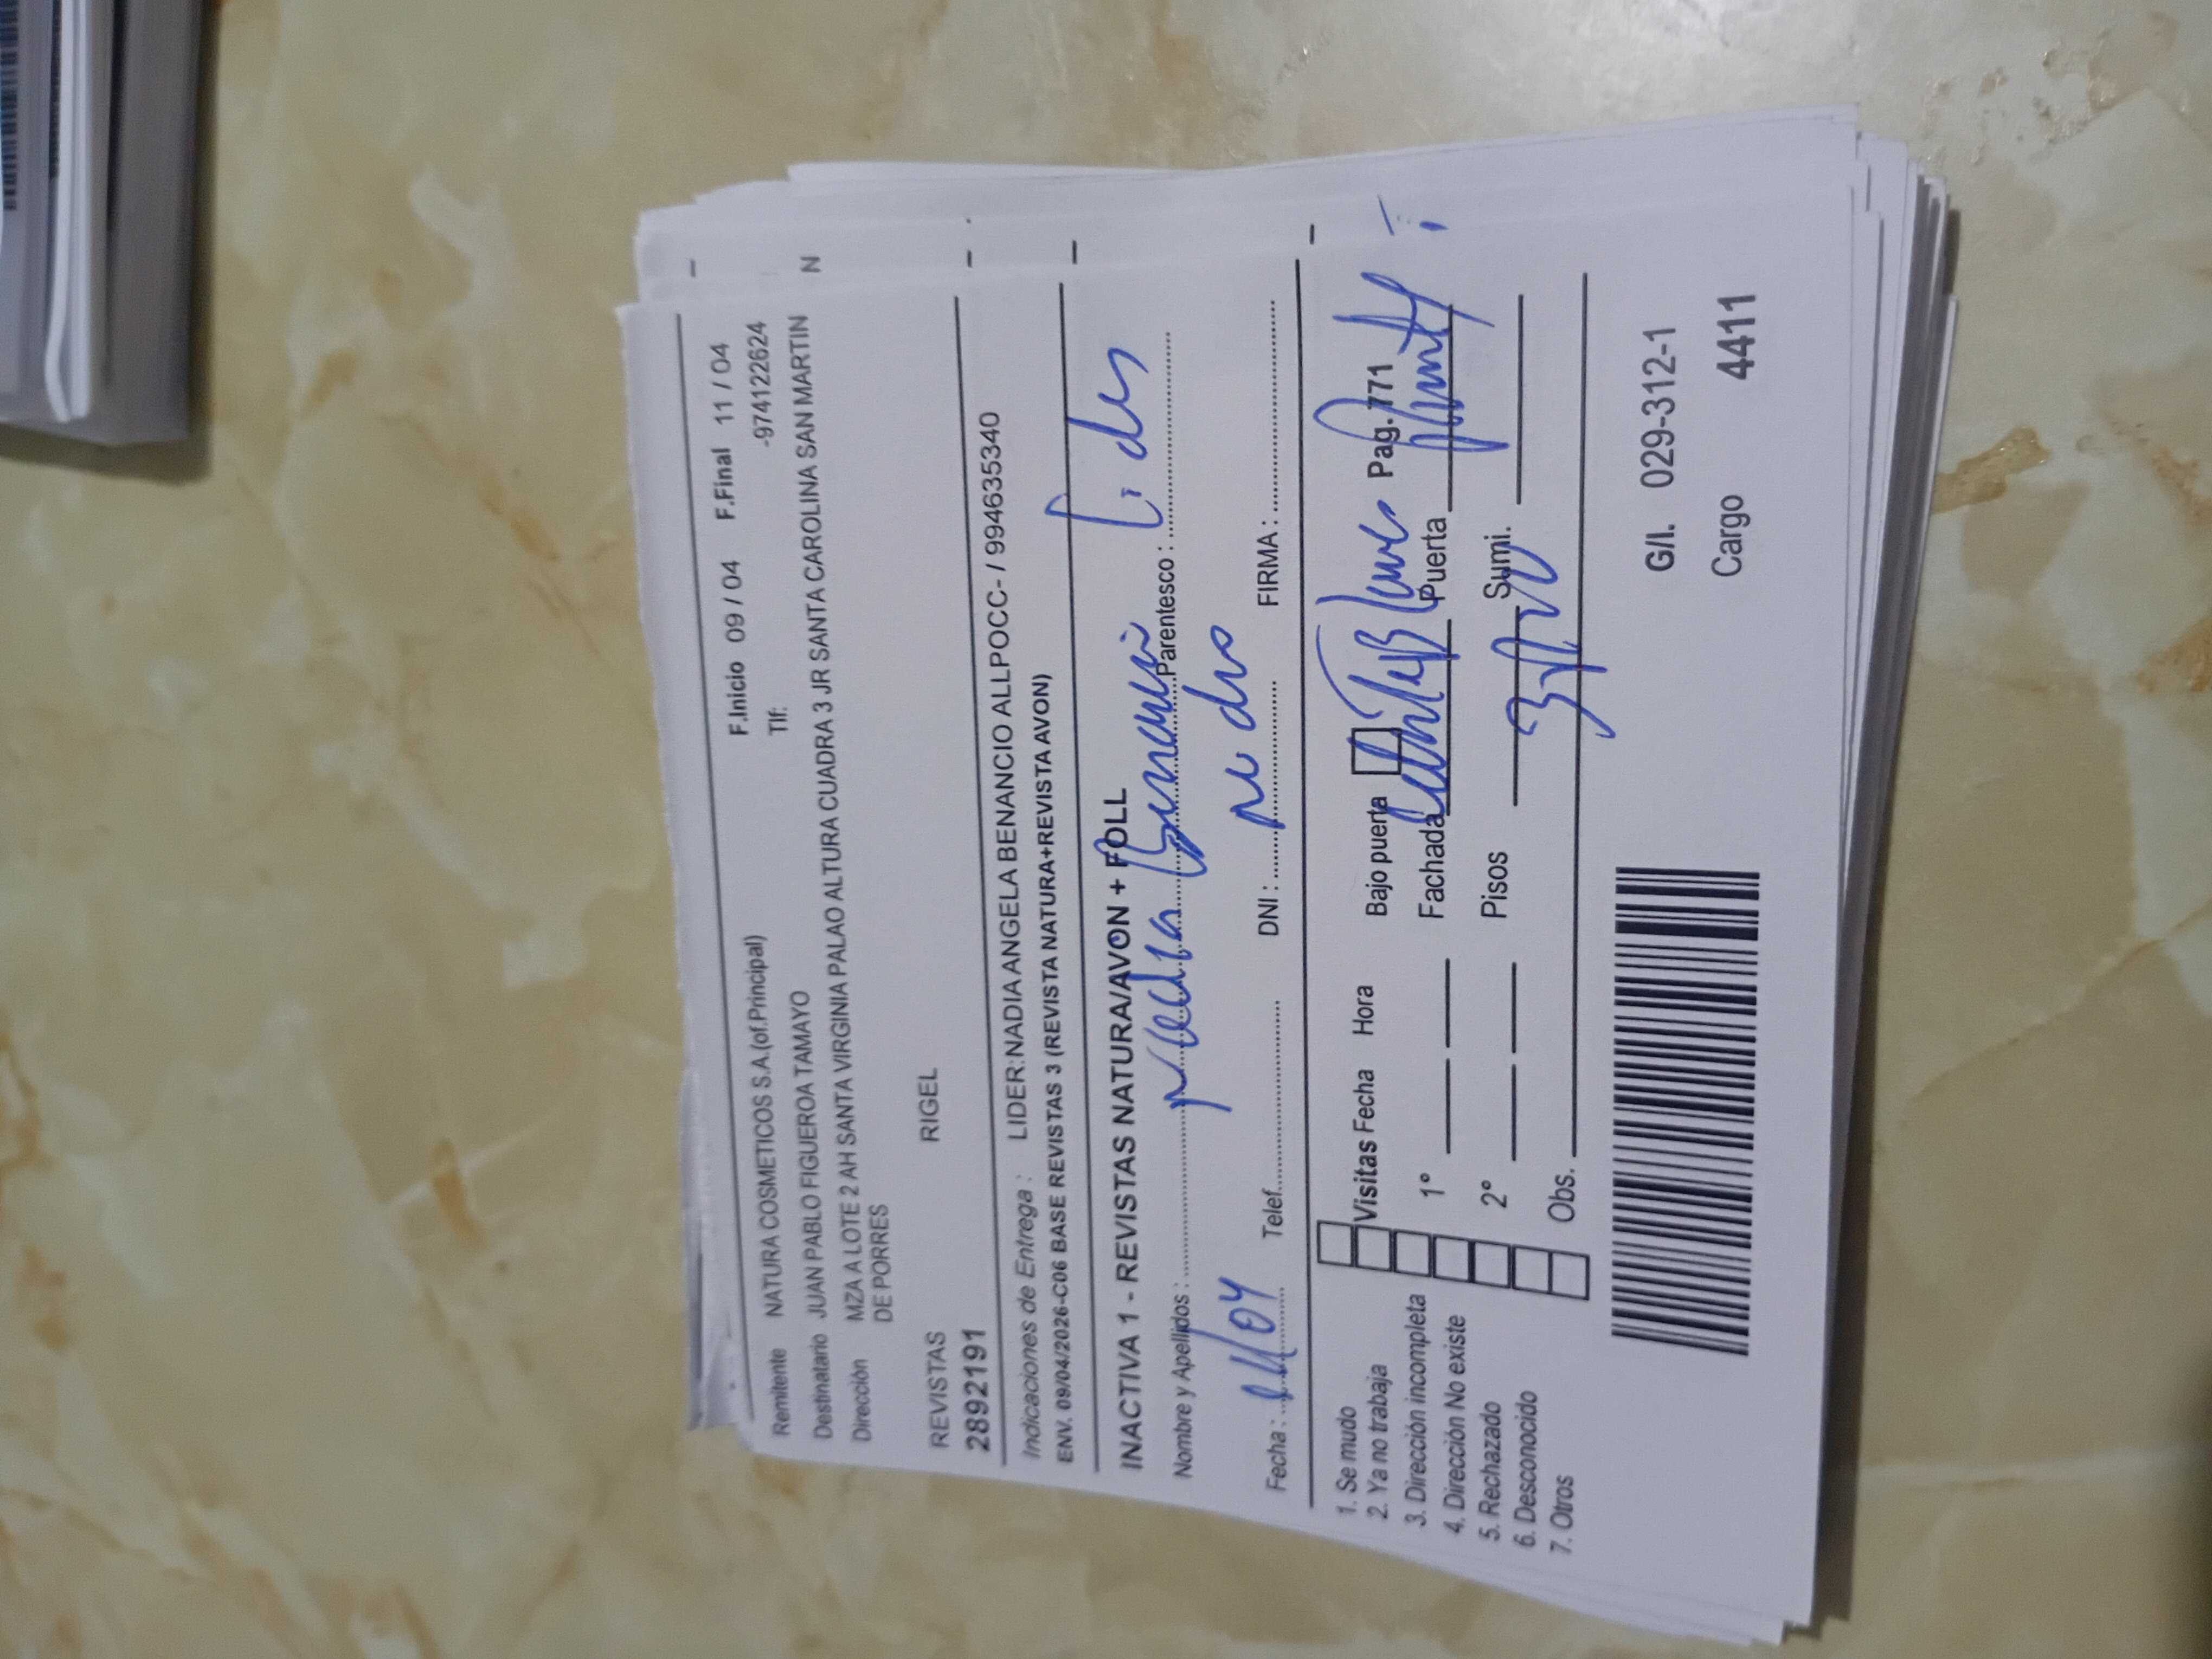 F.Inicio 09 / 04 F.Final 11 / 04
Remitente NATURA COSMETICOS S.A.(of.Principal) Tlf: -974122624
Destinatario JUAN PABLO FIGUEROA TAMAYO
Dirección MZA A LOTE 2 AH SANTA VIRGINIA PALAO ALTURA CUADRA 3 JR SANTA CAROLINA SAN MARTIN N
DE PORRES
REVISTAS RIGEL
2892191
Indicaciones de Entrega : LIDER:NADIA ANGELA BENANCIO ALLPOCC- / 994635340
ENV. 09/04/2026-C06 BASE REVISTAS 3 (REVISTA NATURA+REVISTA AVON)
INACTIVA 1 - REVISTAS NATURA/AVON + FOLL
Nombre y Apellidos : Parentesco :
Fecha : 11/04 Telef. DNI : FIRMA :
1. Se mudo
2. Ya no trabaja
3. Dirección incompleta
4. Dirección No existe
5. Rechazado
6. Desconocido
7. Otros
Visitas Fecha Hora Bajo puerta Pag. 771
1° Fachada Puerta
2° Pisos Sumi.
Obs.
G/I. 029-312-1
Cargo 4411